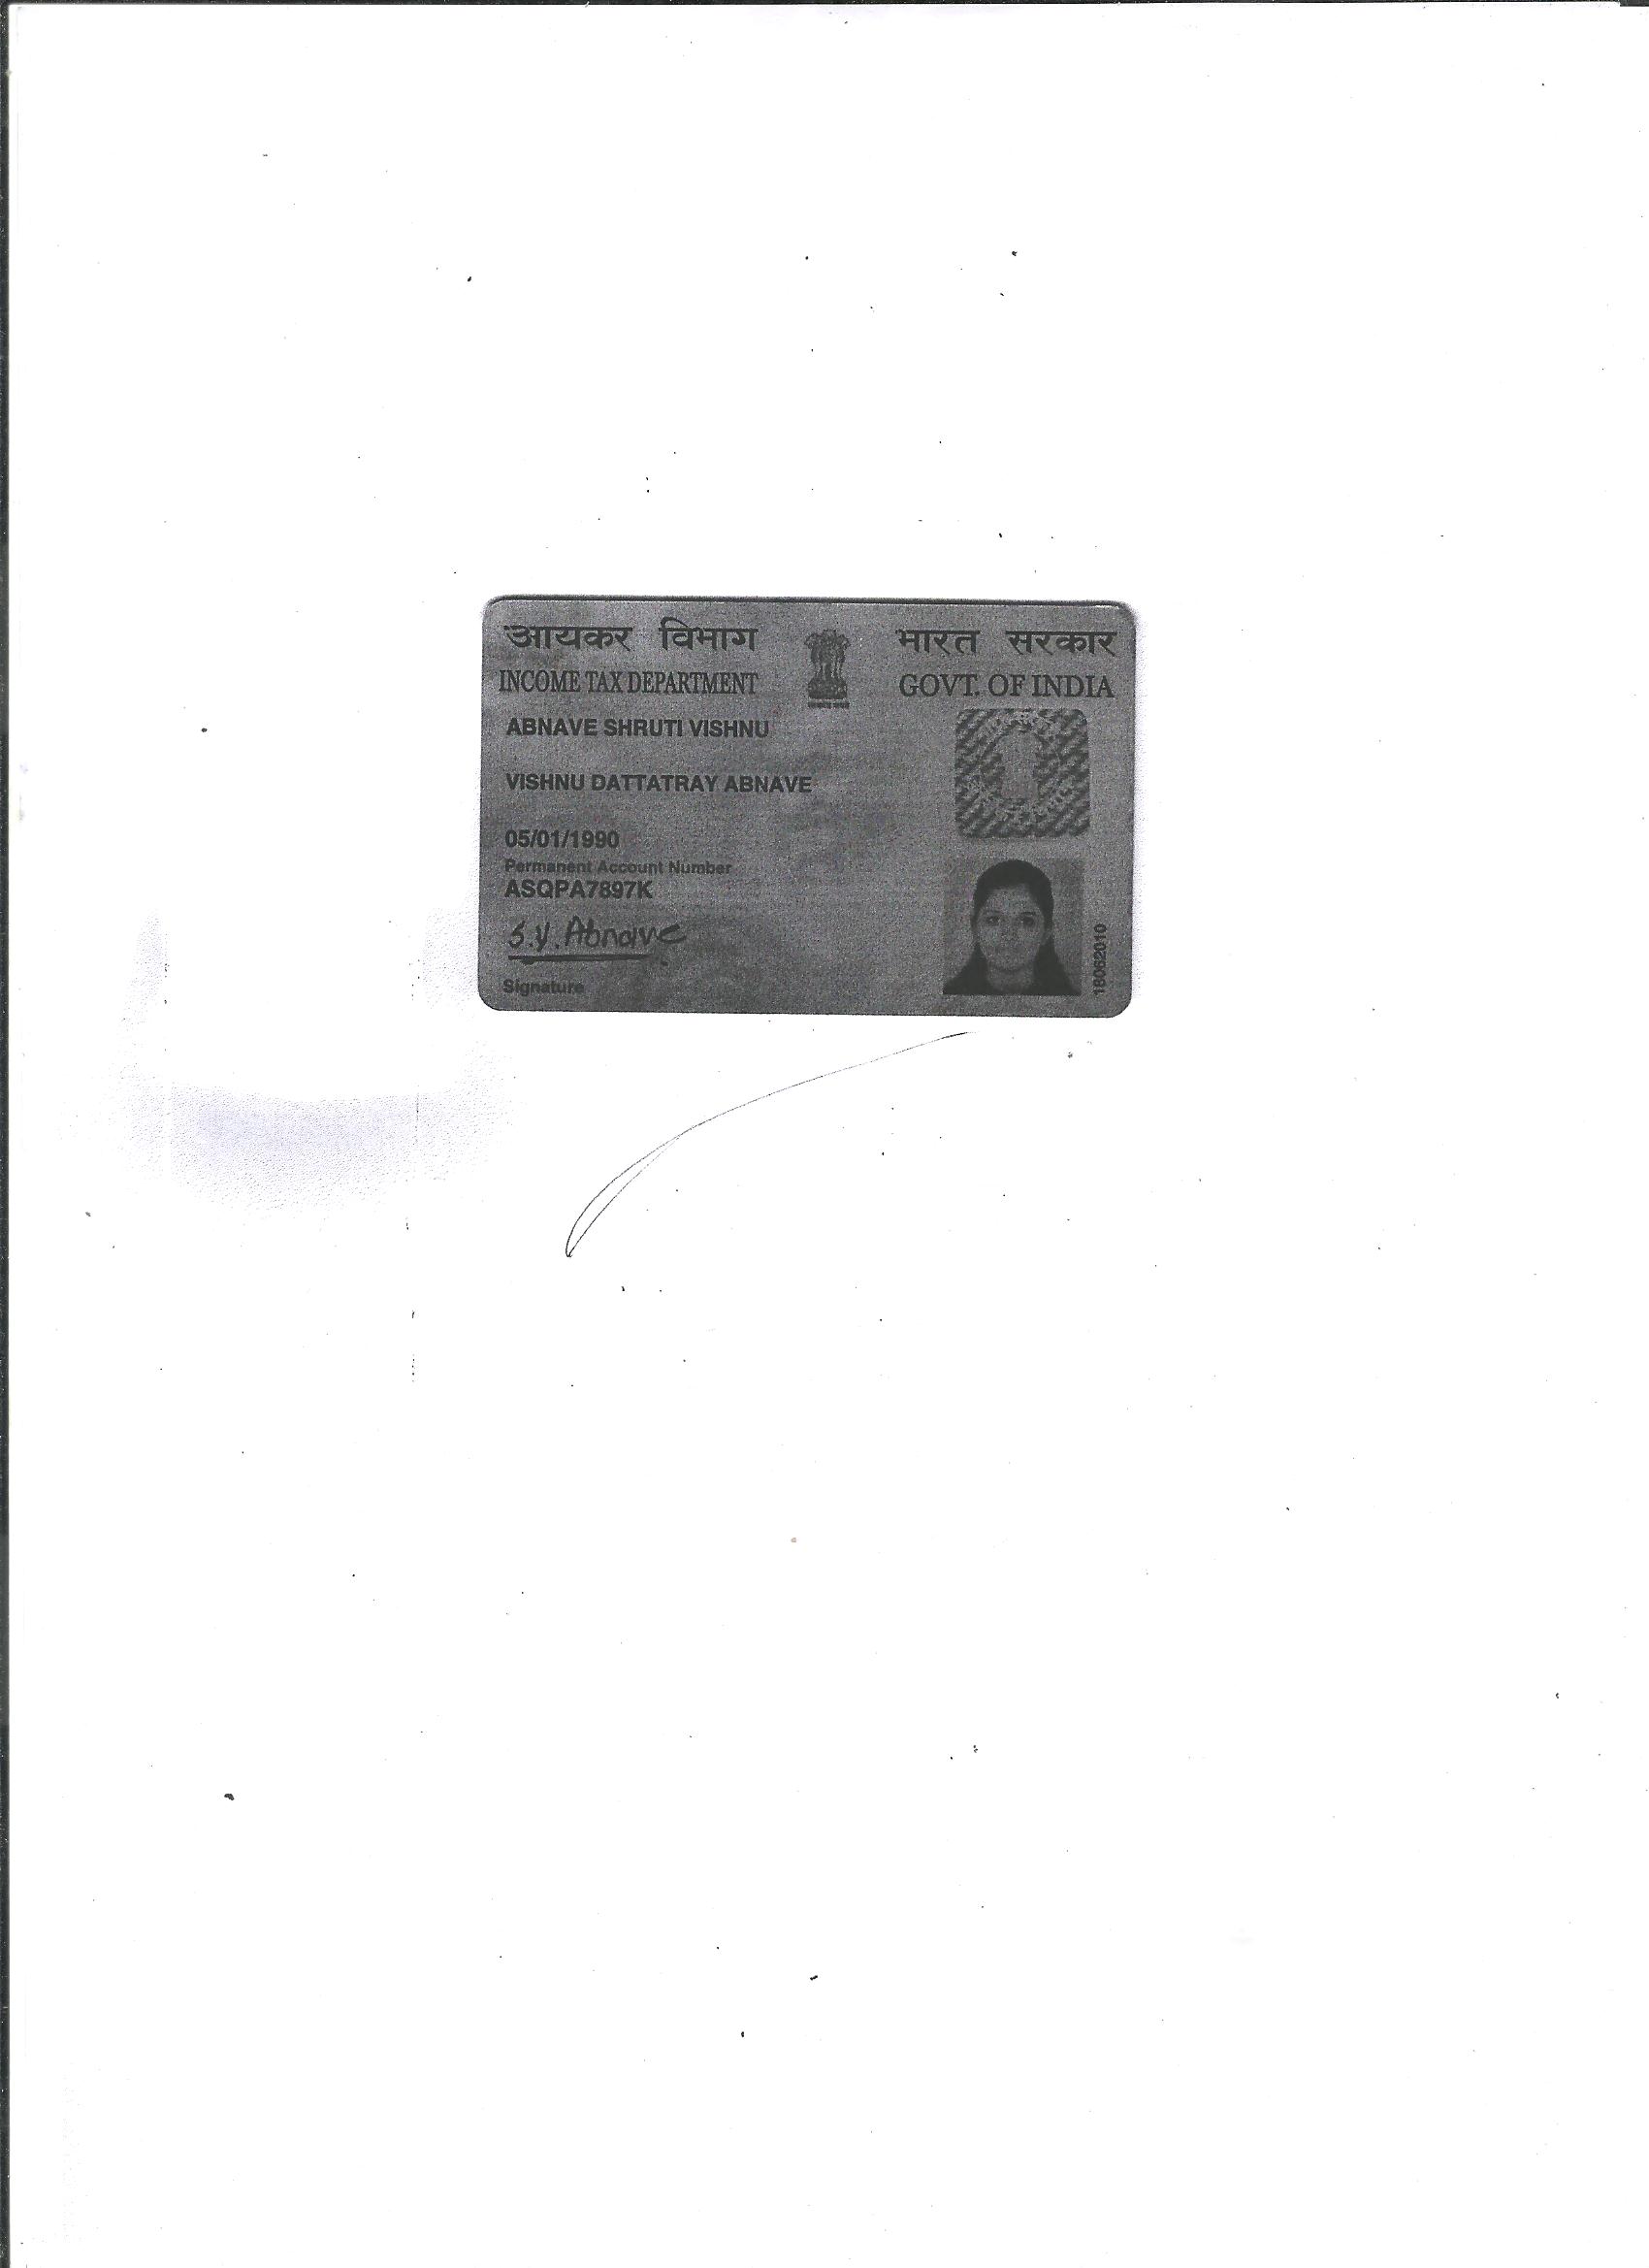 आयकर विभाग भारत सरकार
INCOME TAX DEPARTMENT GOVT. OF INDIA
ABNAVE SHRUTI VISHNU
VISHNU DATTATRAY ABNAVE
05/01/1990
Permanent Account Number
ASQPA7897K
S.V. Abnave
Signature
18062010